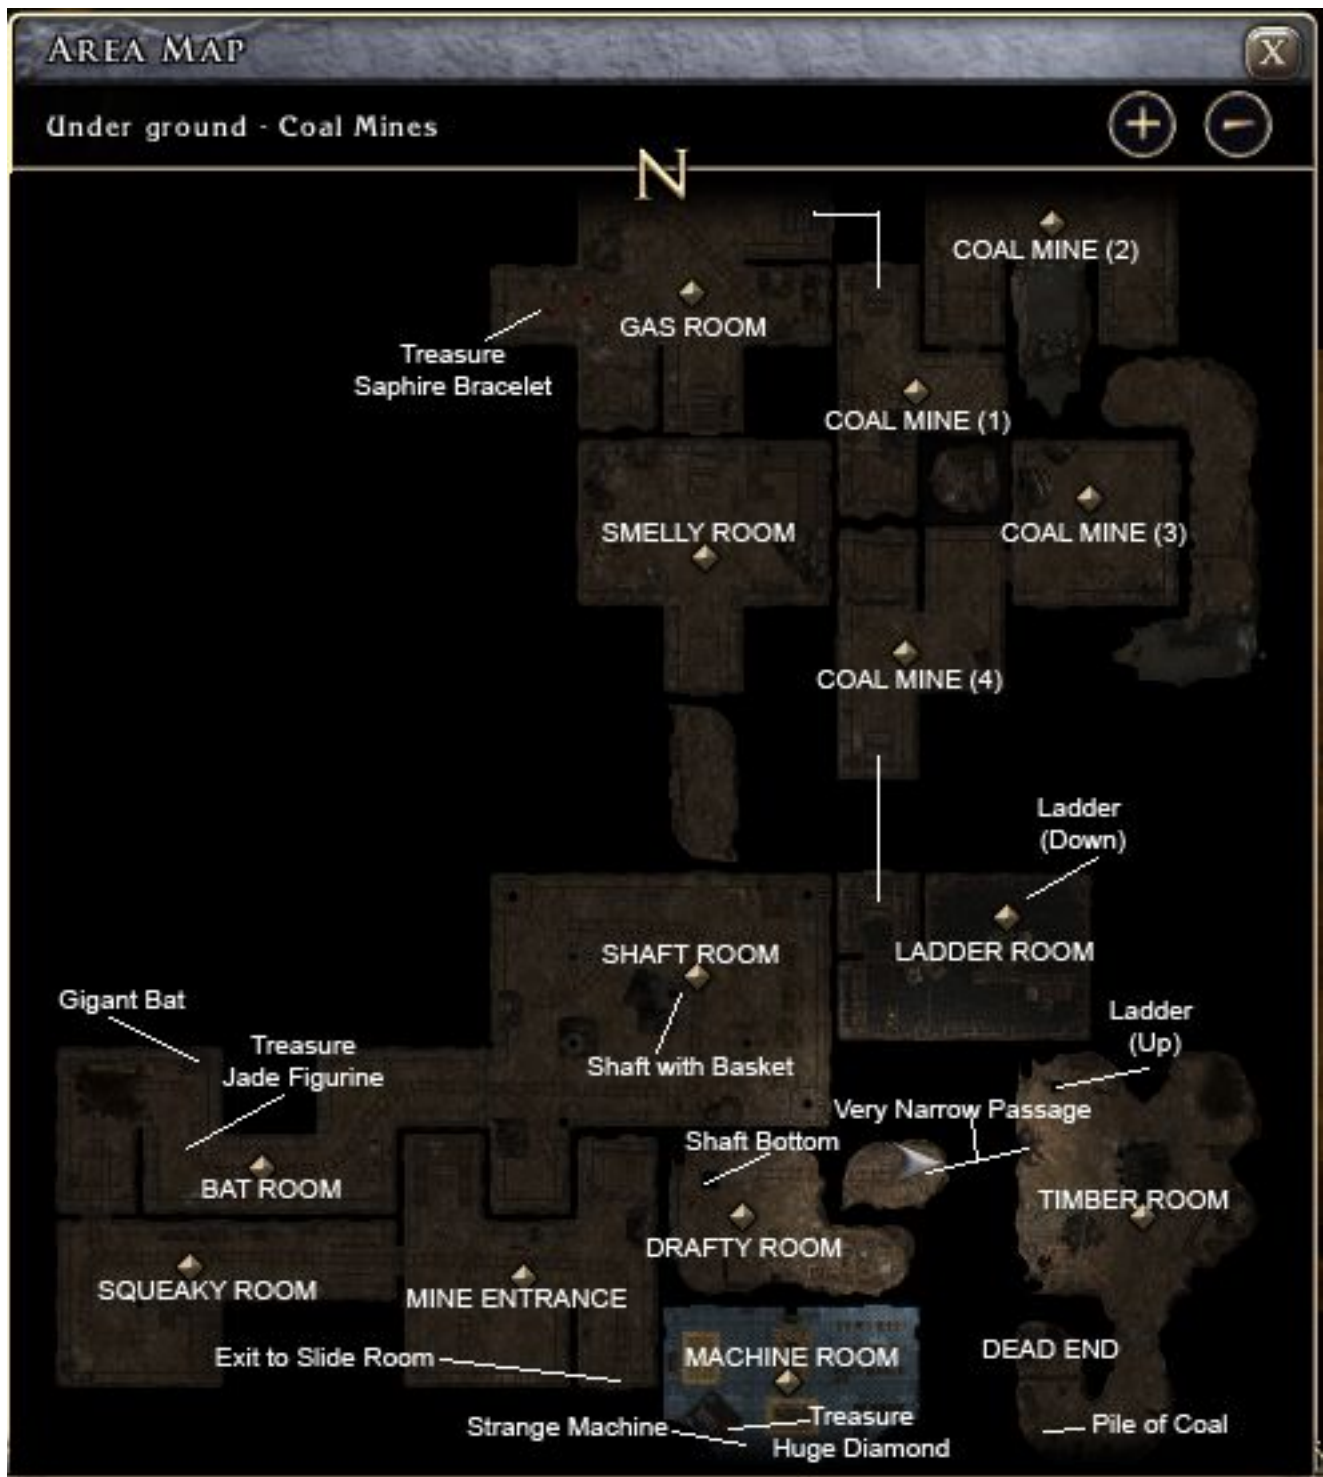 AREA MAP
X
Under ground - Coal Mines
N
COAL MINE (2)
GAS ROOM
Treasure
Saphire Bracelet
COAL MINE (1)
SMELLY ROOM
COAL MINE (3)
COAL MINE (4)
Ladder
(Down)
SHAFT ROOM
LADDER ROOM
Gigant Bat
Ladder
(Up)
Treasure
Jade Figurine
Shaft with Basket
Very Narrow Passage
Shaft Bottom
BAT ROOM
TIMBER ROOM
DRAFTY ROOM
SQUEAKY ROOM
MINE ENTRANCE
Exit to Slide Room
MACHINE ROOM
DEAD END
Strange Machine
Treasure
Huge Diamond
Pile of Coal